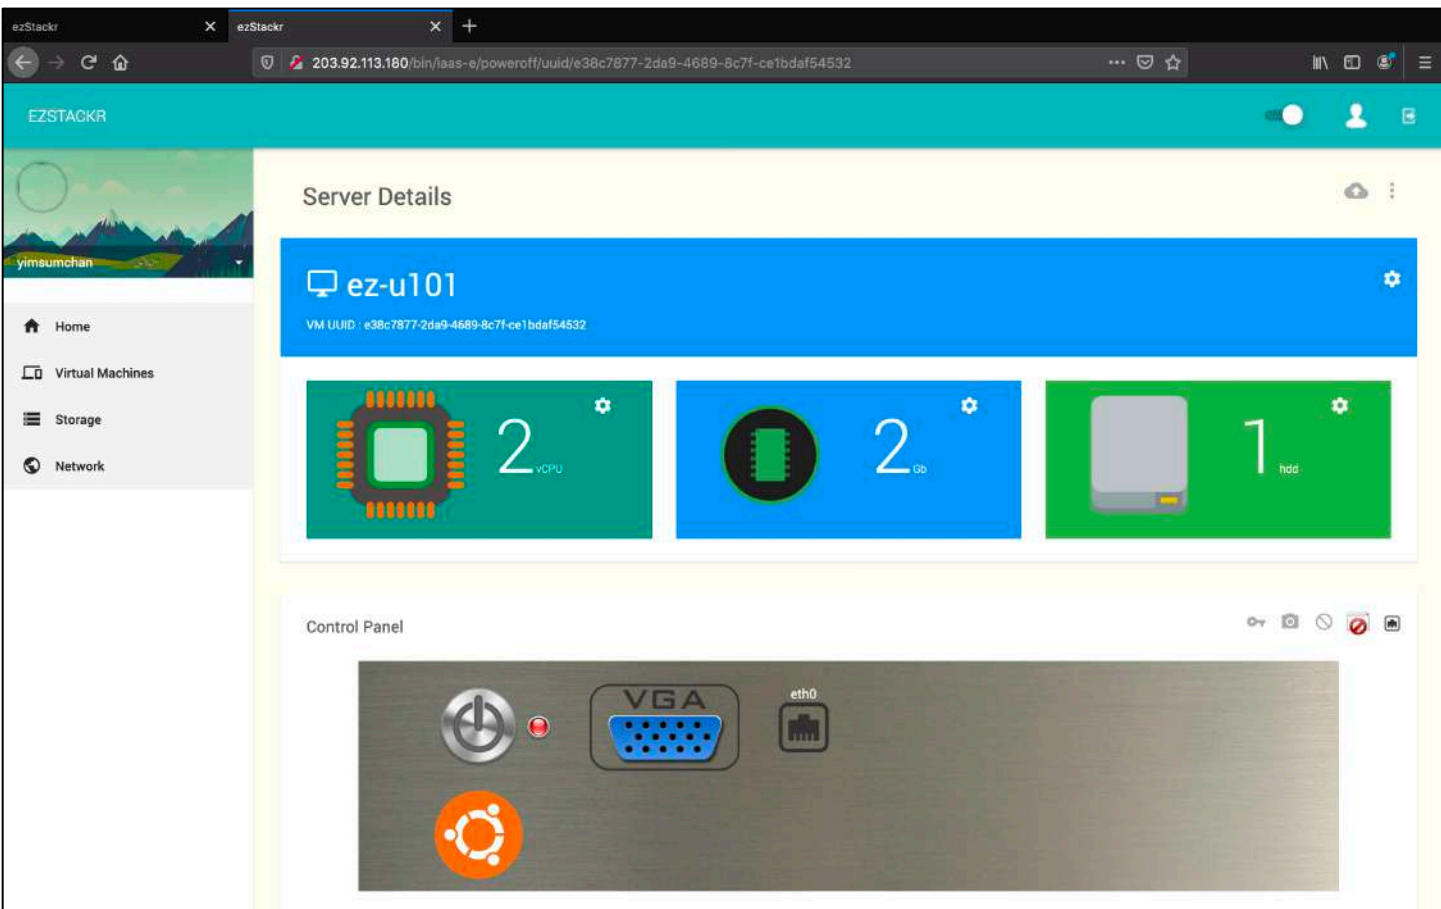 ezStackr
ezStackr
203.92.113.180/bin/iaas-e/poweroff/uuid/e38c7877-2da9-4689-8c7f-ce1bdaf54532
EZSTACKR
yimsumchan
Home
Virtual Machines
Storage
Network
Server Details
ez-u101
VM UUID : e38c7877-2da9-4689-8c7f-ce1bdaf54532
2 vCPU
2 Gb
1 hdd
Control Panel
VGA
eth0